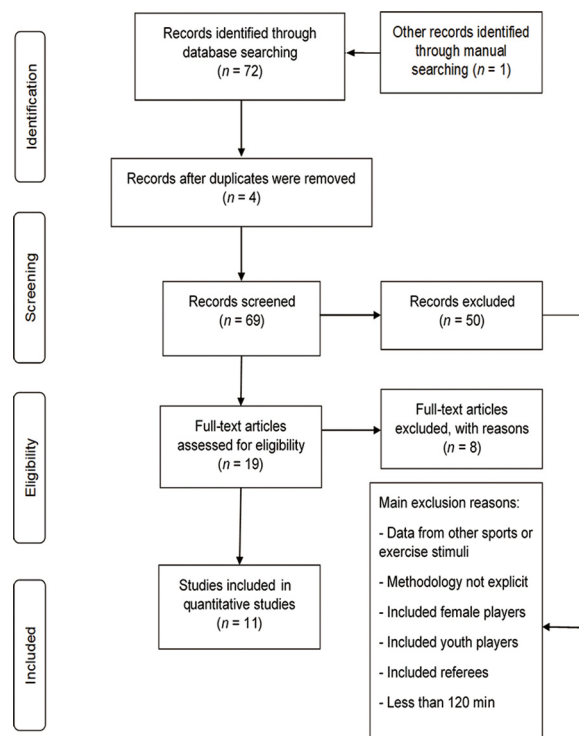 Identification
Records identified through
database searching
(n = 72)
Other records identified
through manual
searching (n = 1)
Records after duplicates were removed
(n = 4)
Screening
Records screened
(n = 69)
Records excluded
(n = 50)
Eligibility
Full-text articles
assessed for eligibility
(n = 19)
Full-text articles
excluded, with reasons
(n = 8)
Included
Studies included in
quantitative studies
(n = 11)
Main exclusion reasons:
- Data from other sports or
exercise stimuli
- Methodology not explicit
- Included female players
- Included youth players
- Included referees
- Less than 120 min